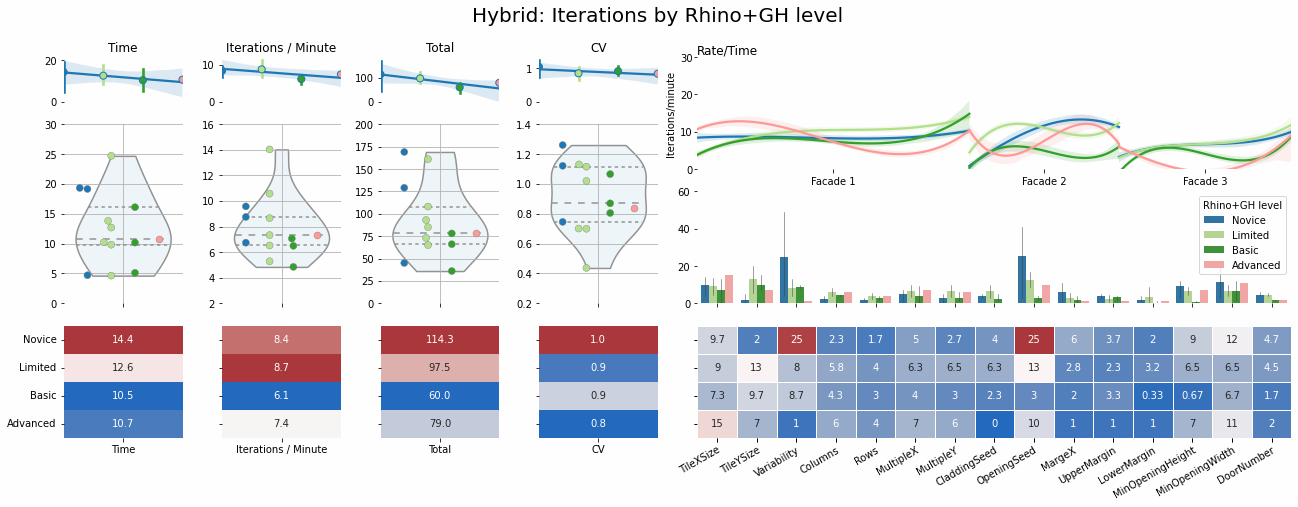 Hybrid: Iterations by Rhino+GH level
Time
Iterations / Minute
Total
CV
Rate/Time
20
0
10
0
100
0
1
0
30
20
10
0
Iterations/minute
Facade 1
Facade 2
Facade 3
30
25
20
15
10
5
0
16
14
12
10
8
6
4
2
200
175
150
125
100
75
50
25
0
1.4
1.2
1.0
0.8
0.6
0.4
0.2
60
40
20
0
Rhino+GH level
Novice
Limited
Basic
Advanced
Novice 14.4 8.4 114.3 1.0 9.7 2 25 2.3 1.7 5 2.7 4 25 6 3.7 2 9 12 4.7
Limited 12.6 8.7 97.5 0.9 9 13 8 5.8 4 6.3 6.5 6.3 13 2.8 2.3 3.2 6.5 6.5 4.5
Basic 10.5 6.1 60.0 0.9 7.3 9.7 8.7 4.3 3 4 3 2.3 3 2 3.3 0.33 0.67 6.7 1.7
Advanced 10.7 7.4 79.0 0.8 15 7 1 6 4 7 6 0 10 1 1 1 7 11 2
Time
Iterations / Minute
Total
CV
TileXSize
TileYSize
Variability
Columns
Rows
MultipleX
MultipleY
CladdingSeed
OpeningSeed
MargeX
UpperMargin
LowerMargin
MinOpeningHeight
MinOpeningWidth
DoorNumber